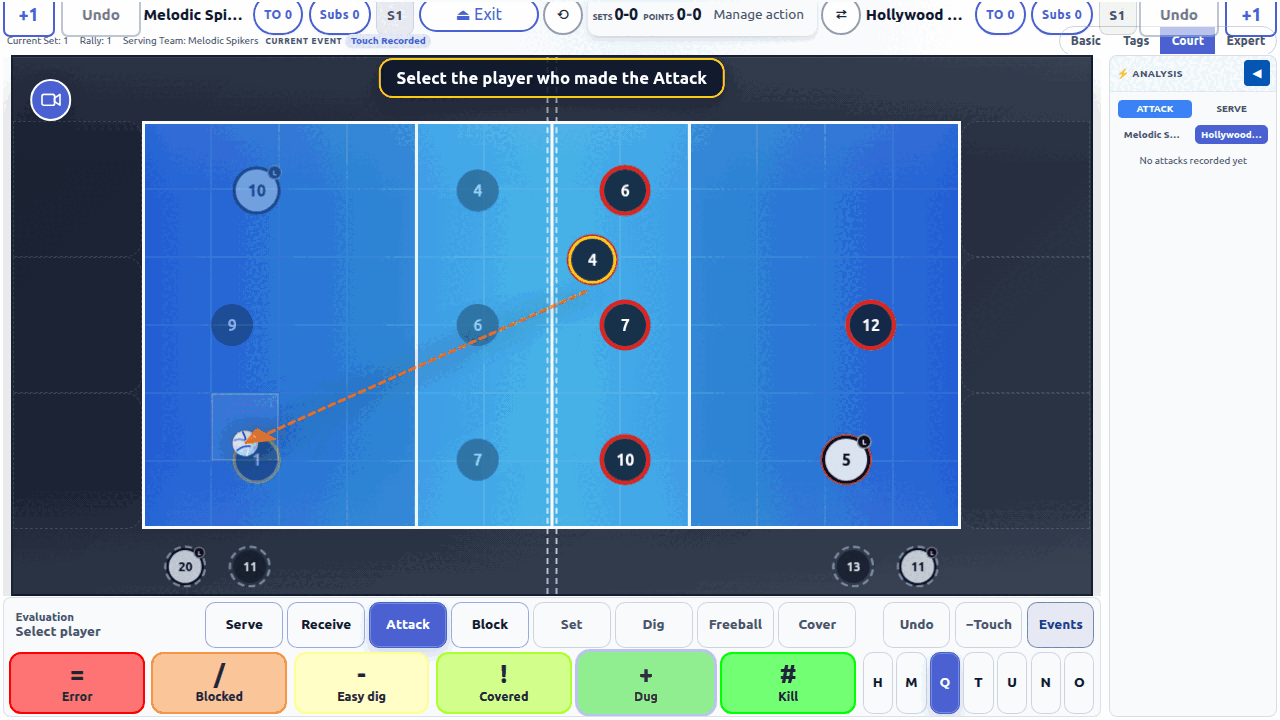 +1 Undo Melodic Spi... TO 0 Subs 0 S1 ⏏ Exit ⟲ SETS 0-0 POINTS 0-0 Manage action ⇄ Hollywood ... TO 0 Subs 0 S1 Undo +1
Current Set: 1 Rally: 1 Serving Team: Melodic Spikers CURRENT EVENT Touch Recorded Basic Tags Court Expert
Select the player who made the Attack
⚡ ANALYSIS ◀
ATTACK SERVE
Melodic S... Hollywood...
No attacks recorded yet
10 L 4 6
4
9 6 7 12
1 7 10 5 L
20 L 11 13 11 L
Evaluation
Select player
Serve Receive Attack Block Set Dig Freeball Cover Undo −Touch Events
= / - ! + #
Error Blocked Easy dig Covered Dug Kill
H M Q T U N O